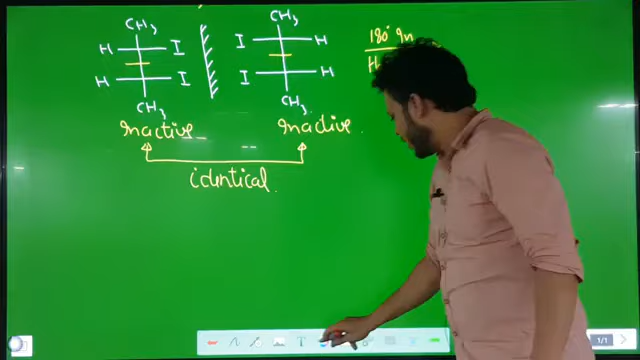 CH3 CH3
H I I H
H I I H
CH3 CH3
Inactive Inactive
identical
180° In
H
1/1